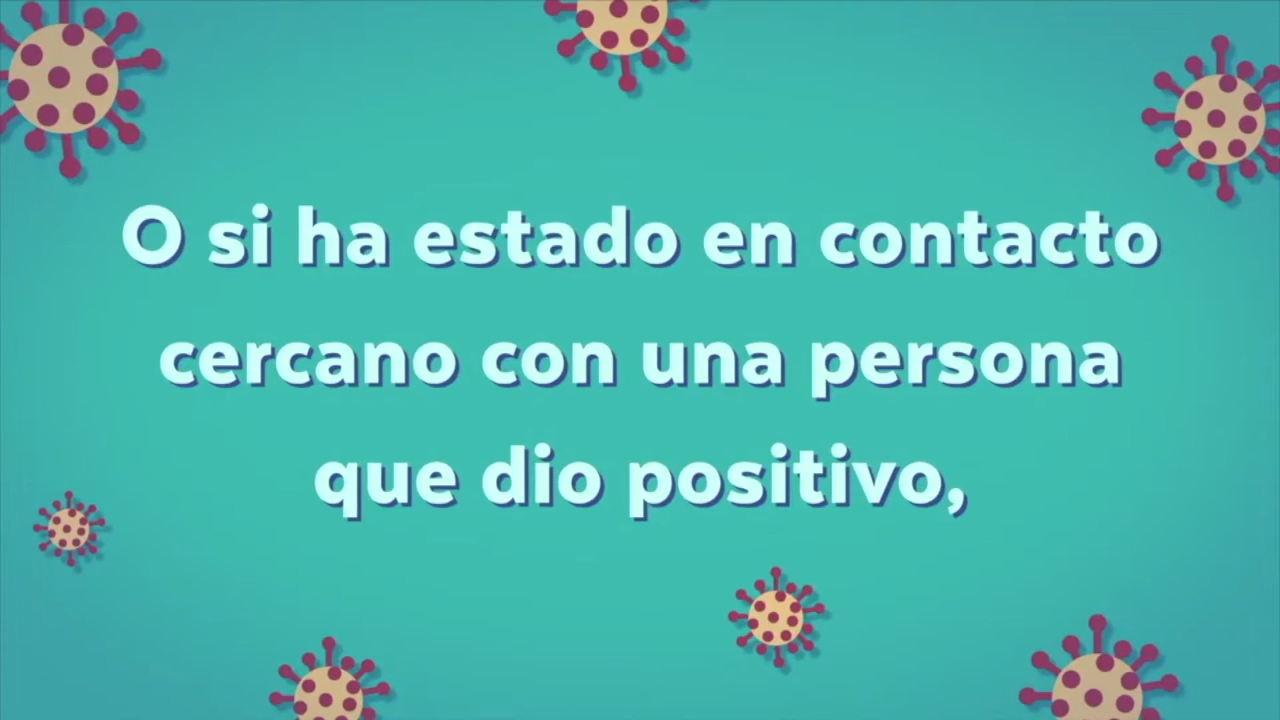 O si ha estado en contacto
cercano con una persona
que dio positivo,